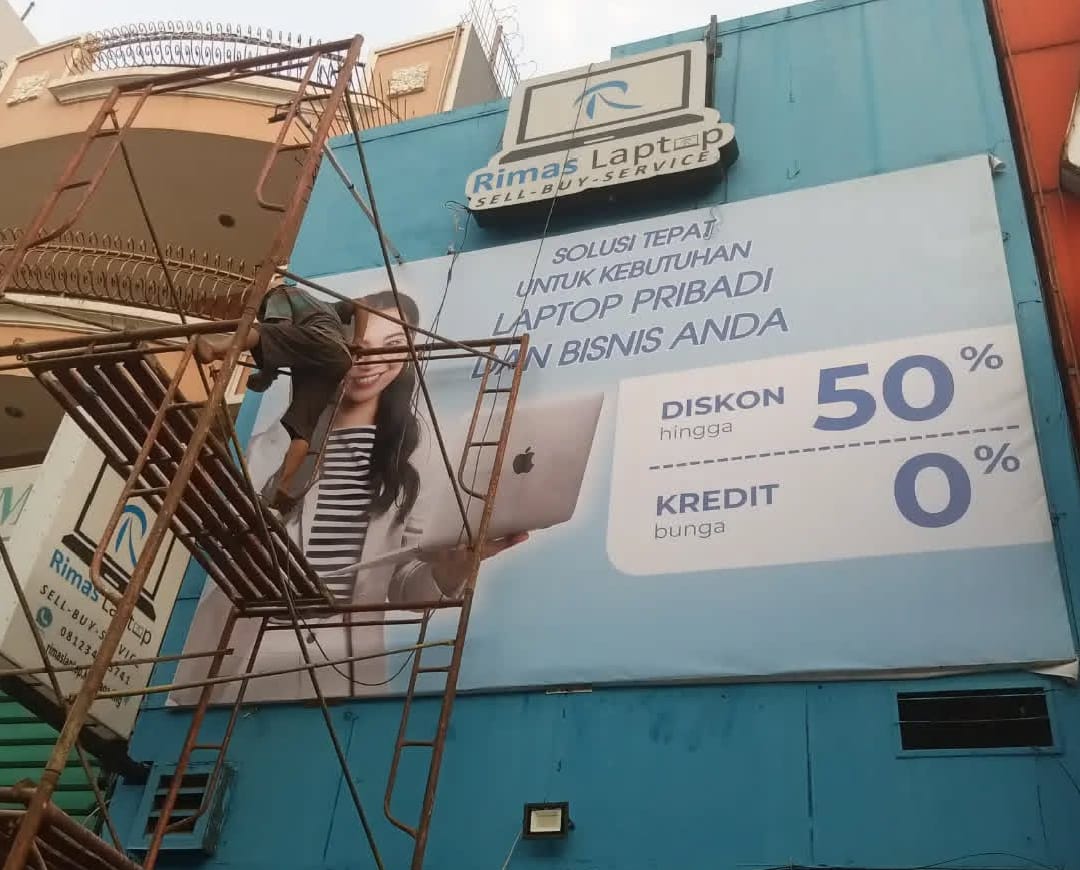 Rimas Laptop
SELL-BUY-SERVICE
SOLUSI TEPAT
UNTUK KEBUTUHAN
LAPTOP PRIBADI
DAN BISNIS ANDA
DISKON
hingga
50%
KREDIT
bunga
0%
Rimas Laptop
SELL-BUY-SERVICE
M